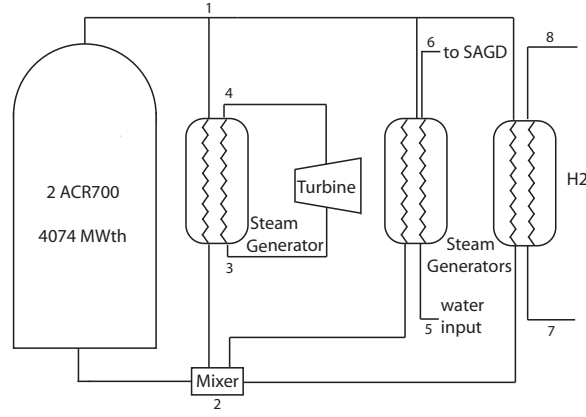 1
8
6 to SAGD
4
2 ACR700
4074 MWth
Turbine
H2
Steam
Generator
Steam
Generators
3
water
input
5
7
Mixer
2